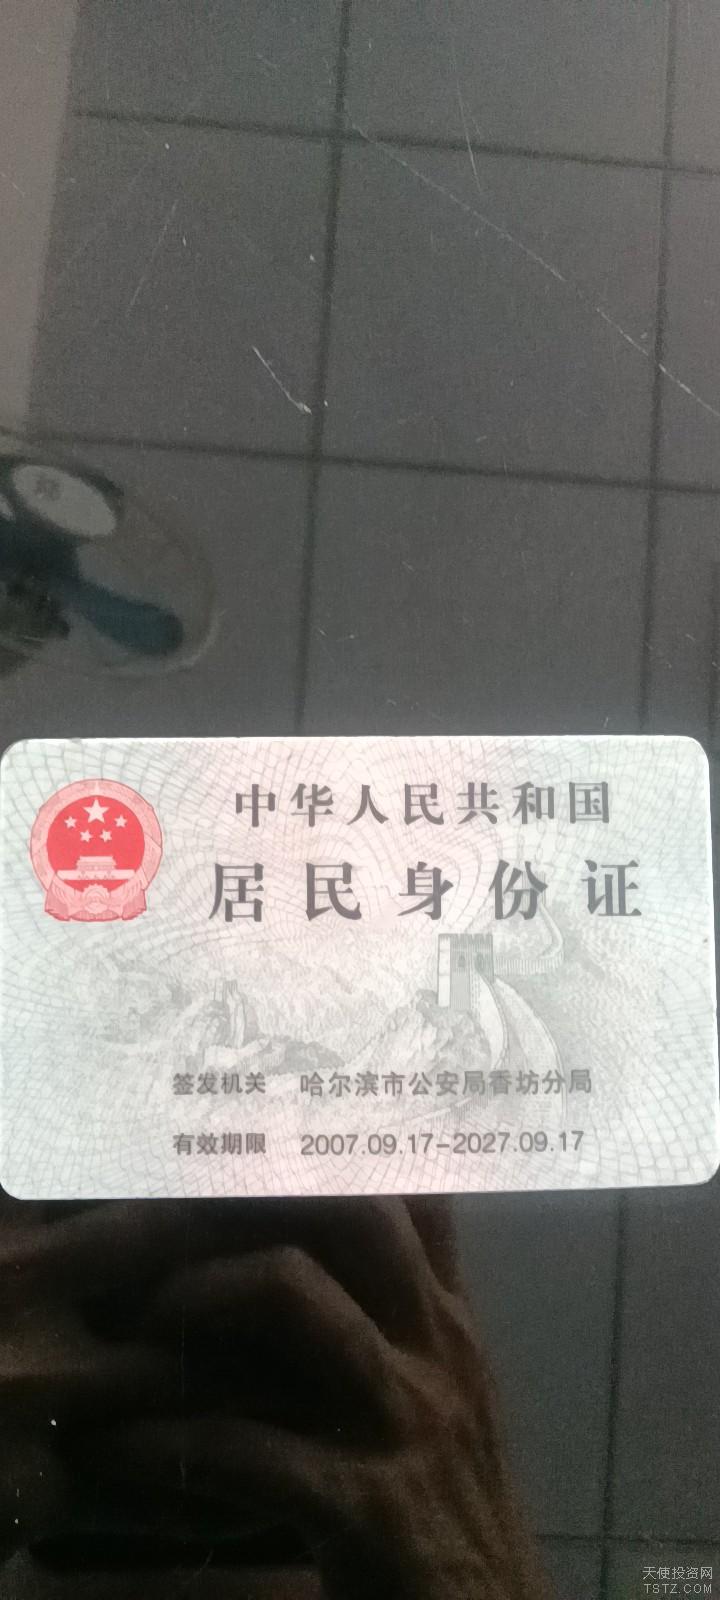 中华人民共和国
居民身份证
签发机关 哈尔滨市公安局香坊分局
有效期限 2007.09.17-2027.09.17
天使投资网
TSTZ.COM